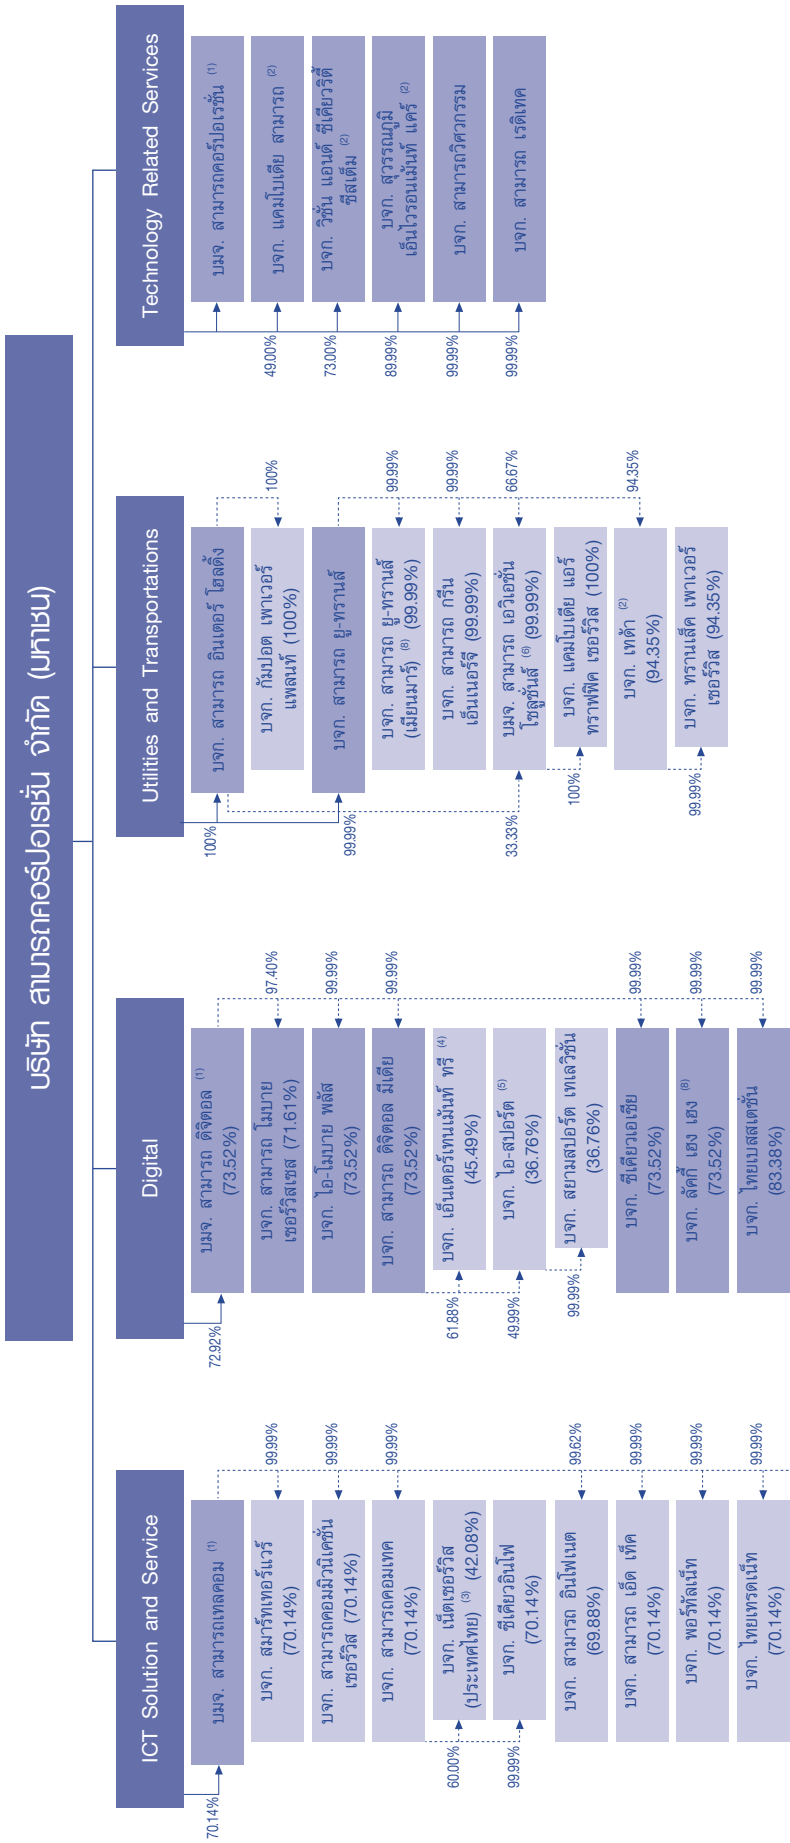 บริษัท สามารถคอร์ปอเรชั่น จำกัด (มหาชน)
ICT Solution and Service
70.14%
บมจ. สามารถเทลคอม (1)
บจก. สมาร์ทเทอร์แวร์
(70.14%)
99.99%
บจก. สามารถคอมมิวนิเคชั่น
เซอร์วิส (70.14%)
99.99%
บจก. สามารถคอมเทค
(70.14%)
99.99%
บจก. เน็ตเซอร์วิส
(ประเทศไทย) (3) (42.08%)
60.00%
บจก. ซีเคียวอินโฟ
(70.14%)
99.99%
บจก. สามารถ อินโฟเนต
(69.88%)
99.62%
บจก. สามารถ เอ็ด เท็ค
(70.14%)
99.99%
บจก. พอร์ทัลเน็ท
(70.14%)
99.99%
บจก. ไทยเทรดเน็ท
(70.14%)
99.99%
Digital
72.92%
บมจ. สามารถ ดิจิตอล (1)
(73.52%)
บจก. สามารถ โมบาย
เซอร์วิสเซส (71.61%)
97.40%
บจก. ไอ-โมบาย พลัส
(73.52%)
99.99%
บจก. สามารถ ดิจิตอล มีเดีย
(73.52%)
99.99%
บจก. เอ็นเตอร์เทนเม้นท์ ทรี (4)
(45.49%)
61.88%
บจก. ไอ-สปอร์ต (5)
(36.76%)
49.99%
บจก. สยามสปอร์ต เทเลวิชั่น
(36.76%)
99.99%
บจก. ซีเคียวเอเชีย
(73.52%)
99.99%
บจก. ลัคกี้ เฮง เฮง (8)
(73.52%)
99.99%
บจก. ไทยเบสสเตชั่น
(83.38%)
99.99%
Utilities and Transportations
100%
บจก. สามารถ อินเตอร์ โฮลดิ้ง
บจก. กัมปอต เพาเวอร์
แพลนท์ (100%)
100%
99.99%
บจก. สามารถ ยู-ทรานส์
บจก. สามารถ ยู-ทรานส์
(เมียนมาร์) (8) (99.99%)
99.99%
บจก. สามารถ กรีน
เอ็นเนอร์จี (99.99%)
99.99%
บมจ. สามารถ เอวิเอชั่น
โซลูชั่นส์ (6) (99.99%)
66.67%
33.33%
บจก. แคมโบเดีย แอร์
ทราฟฟิค เซอร์วิส (100%)
100%
บจก. เทด้า (2)
(94.35%)
94.35%
บจก. ทรานเส็ค เพาเวอร์
เซอร์วิส (94.35%)
99.99%
Technology Related Services
บมจ. สามารถคอร์ปอเรชั่น (1)
บจก. แคมโบเดีย สามารถ (2)
49.00%
บจก. วิชั่น แอนด์ ซีเคียวริตี้
ซีสเต็ม (2)
73.00%
บจก. สุวรรณภูมิ
เอ็นไวรอนเม้นท์ แคร์ (2)
89.99%
บจก. สามารถวิศวกรรม
99.99%
บจก. สามารถ เรดิเทค
99.99%